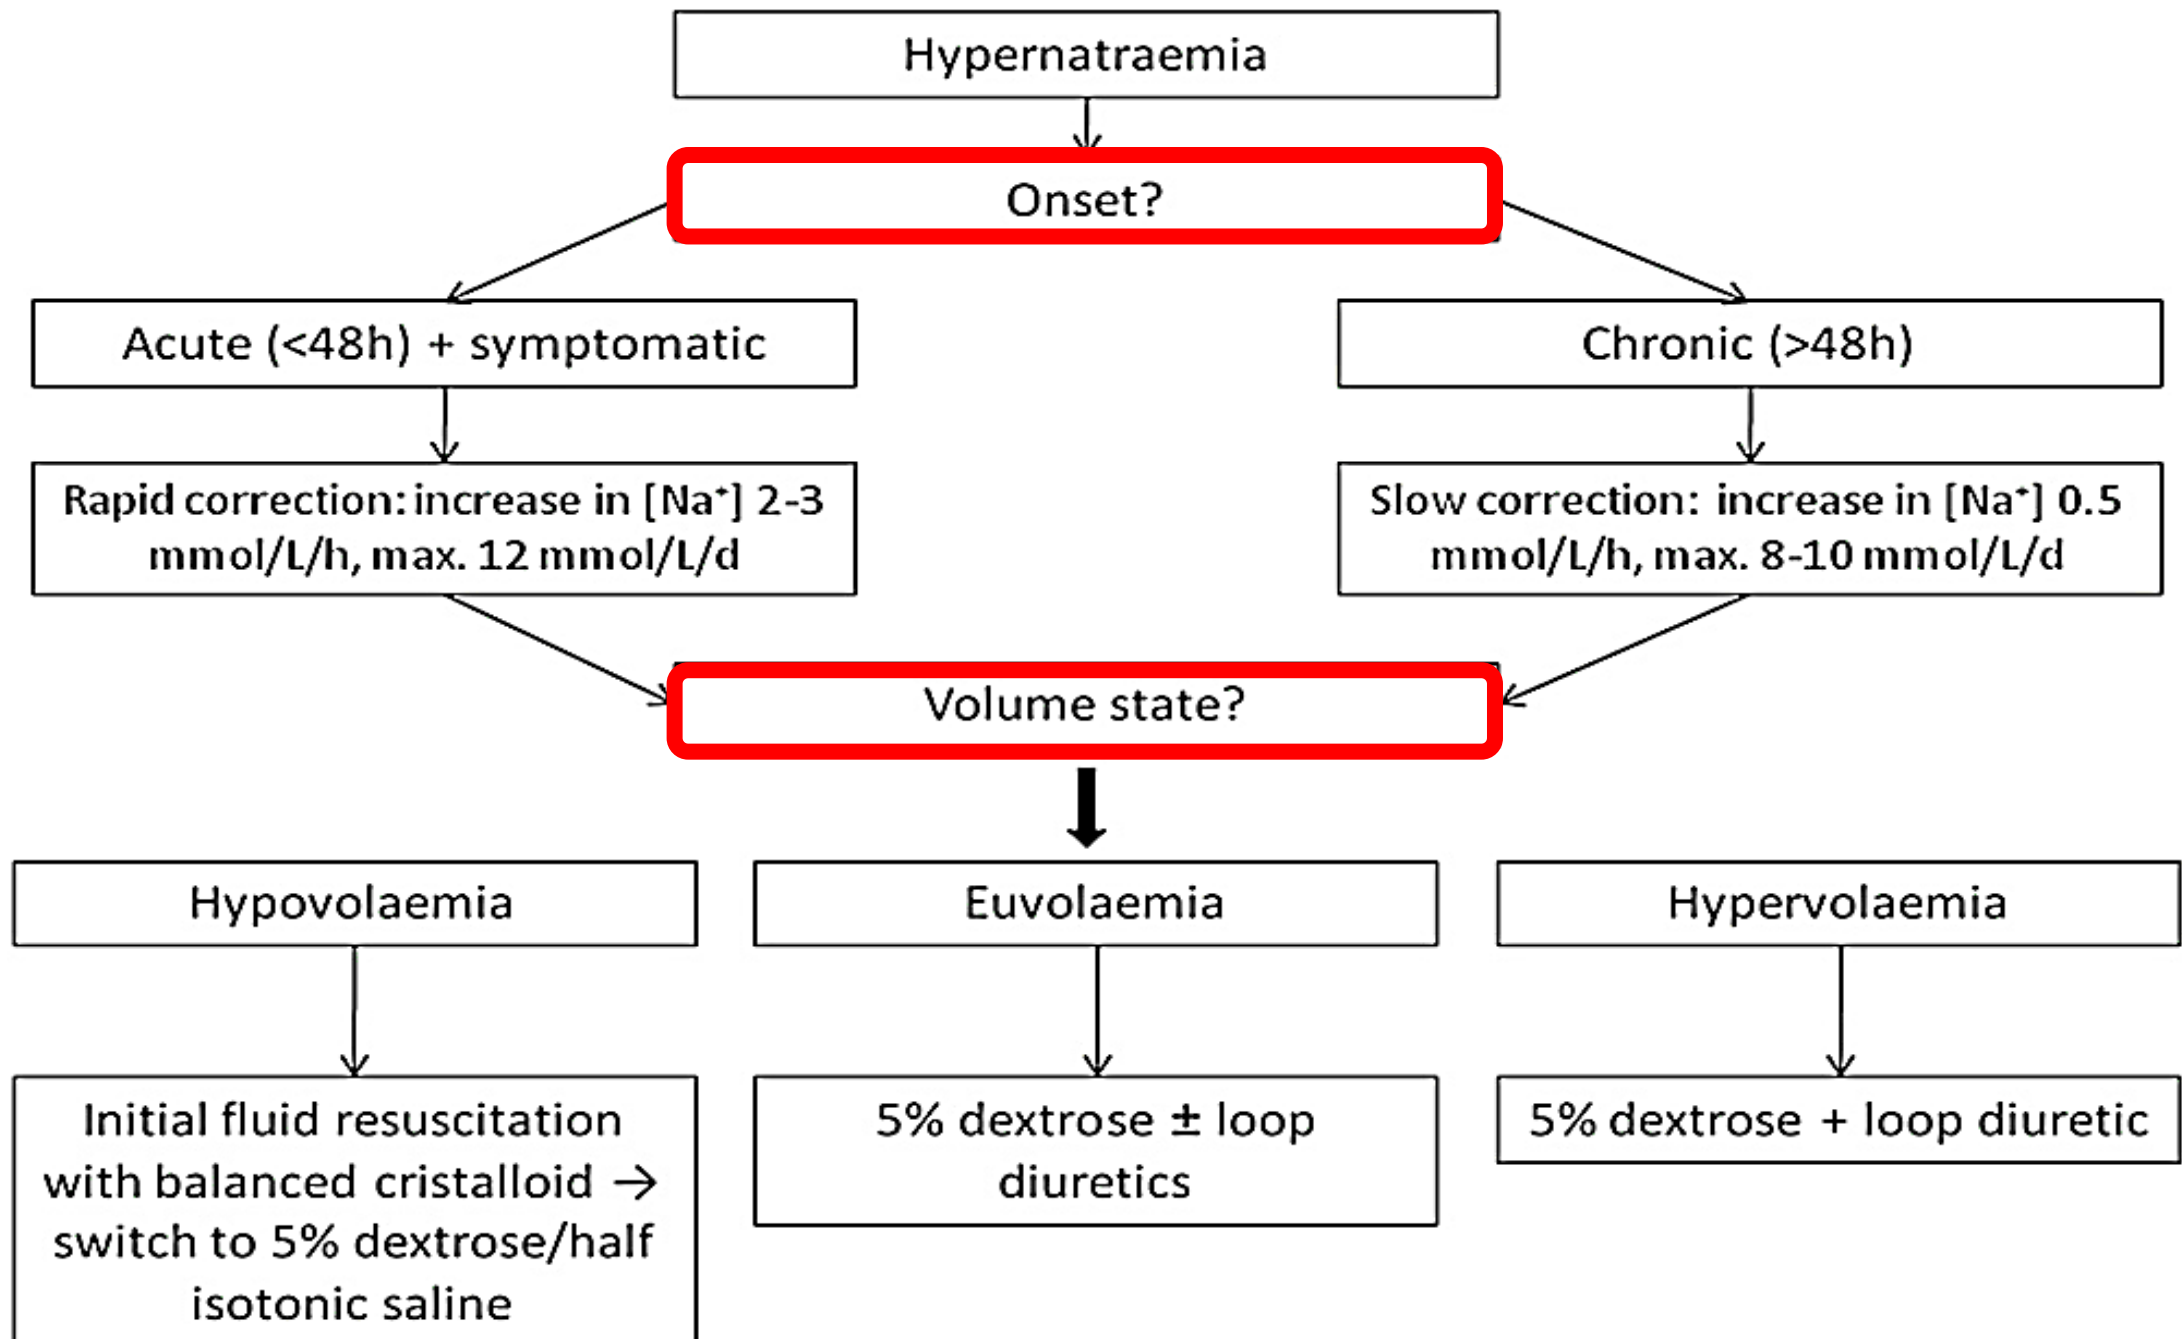 Hypernatraemia
Onset?
Acute (<48h) + symptomatic
Chronic (>48h)
Rapid correction: increase in [Na⁺] 2-3
mmol/L/h, max. 12 mmol/L/d
Slow correction: increase in [Na⁺] 0.5
mmol/L/h, max. 8-10 mmol/L/d
Volume state?
Hypovolaemia
Euvolaemia
Hypervolaemia
Initial fluid resuscitation
with balanced cristalloid →
switch to 5% dextrose/half
isotonic saline
5% dextrose ± loop
diuretics
5% dextrose + loop diuretic